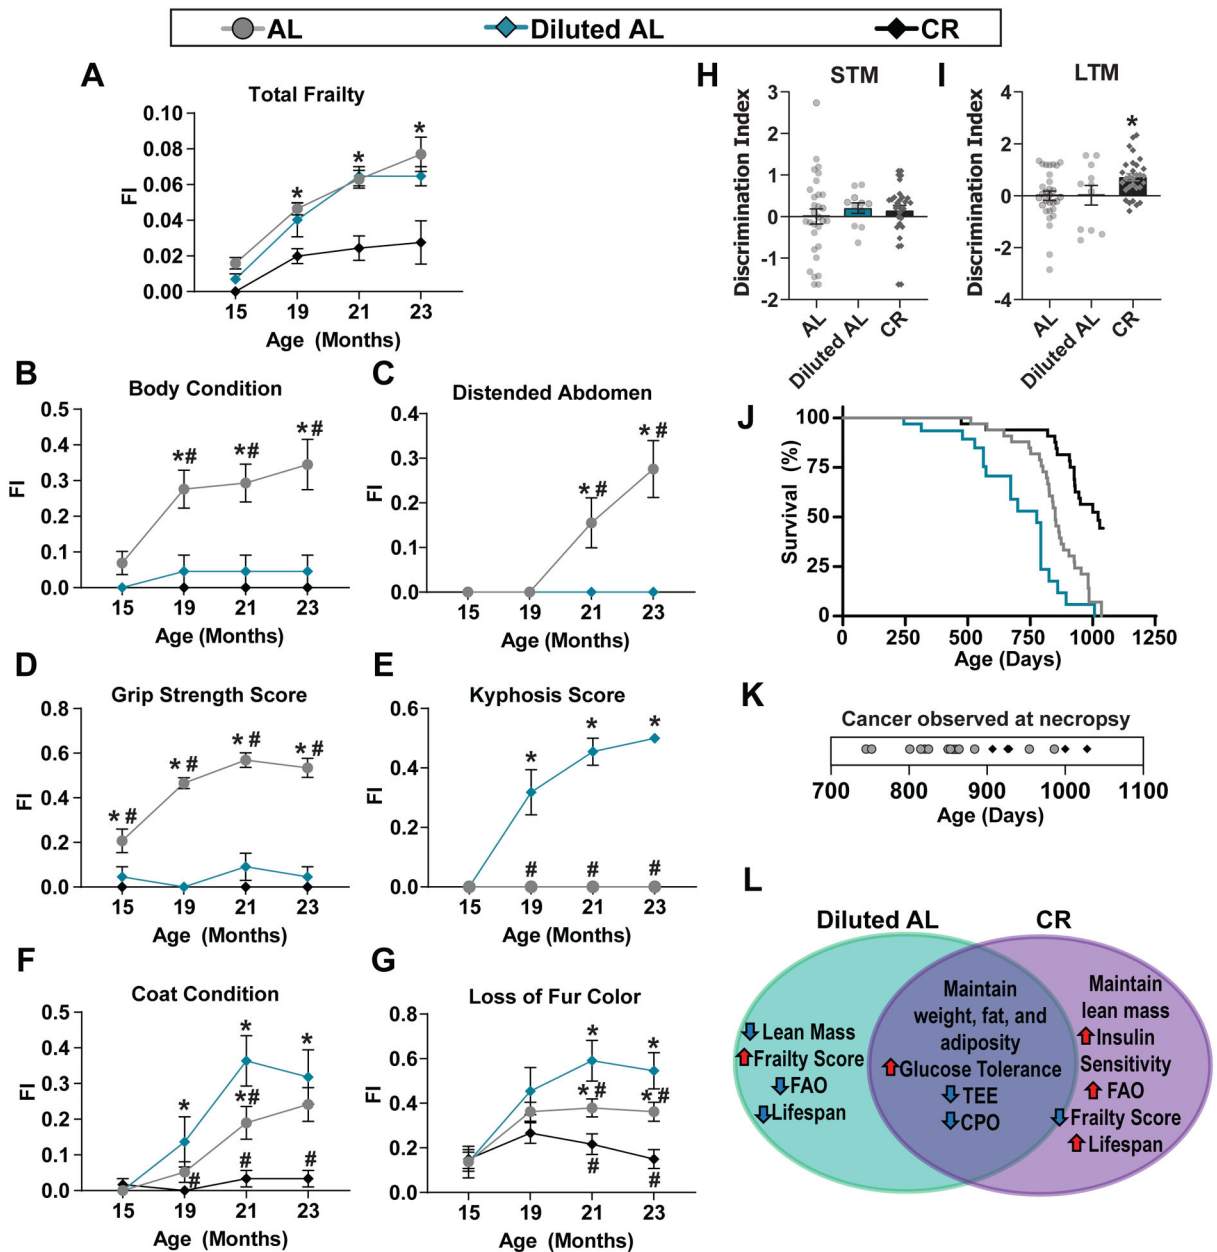 AL Diluted AL CR
A
Total Frailty
0.10
0.08
0.06
0.04
0.02
0.00
FI
* * *
15 19 21 23
Age (Months)
B
Body Condition
0.5
0.4
0.3
0.2
0.1
0.0
FI
*# *# *#
15 19 21 23
Age (Months)
C
Distended Abdomen
0.4
0.3
0.2
0.1
0.0
*# *#
15 19 21 23
Age (Months)
D
Grip Strength Score
0.8
0.6
0.4
0.2
0.0
FI
*# *# *# *#
15 19 21 23
Age (Months)
E
Kyphosis Score
0.6
0.4
0.2
0.0
FI
* * *
# # #
15 19 21 23
Age (Months)
F
Coat Condition
0.5
0.4
0.3
0.2
0.1
0.0
FI
* * *
*#
# # #
15 19 21 23
Age (Months)
G
Loss of Fur Color
0.8
0.6
0.4
0.2
0.0
FI
* *
*# *#
# #
15 19 21 23
Age (Months)
H
STM
3
2
1
0
-1
-2
Discrimination Index
AL
Diluted AL
CR
I
LTM
4
2
0
-2
-4
Discrimination Index
*
AL
Diluted AL
CR
J
100
75
50
25
0
Survival (%)
0 250 500 750 1000 1250
Age (Days)
K
Cancer observed at necropsy
700 800 900 1000 1100
Age (Days)
L
Diluted AL CR
Lean Mass
Frailty Score
FAO
Lifespan
Maintain
weight, fat, and
adiposity
Glucose Tolerance
TEE
CPO
Maintain
lean mass
Insulin
Sensitivity
FAO
Frailty Score
Lifespan